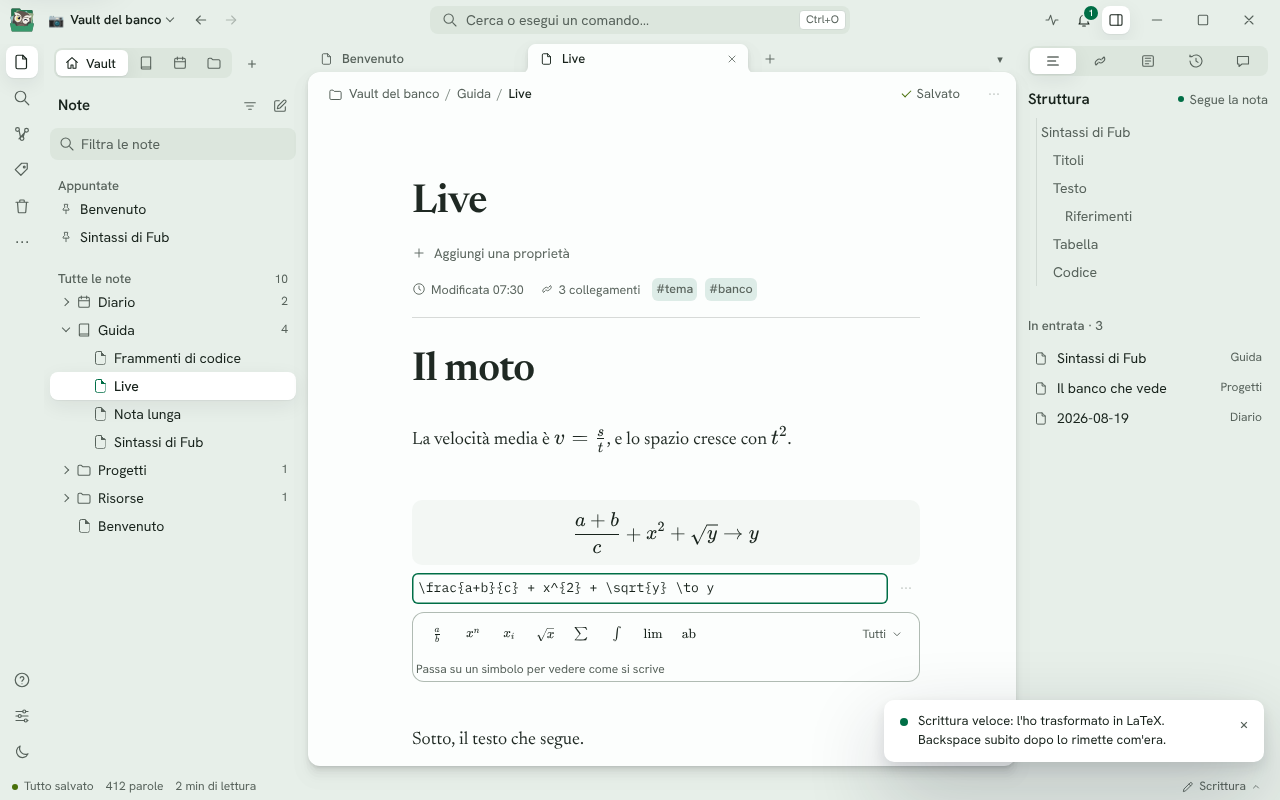 Vault del banco
Cerca o esegui un comando…
Ctrl+O
1
Vault
Note
Filtra le note
Appuntate
Benvenuto
Sintassi di Fub
Tutte le note 10
Diario 2
Guida 4
Frammenti di codice
Live
Nota lunga
Sintassi di Fub
Progetti 1
Risorse 1
Benvenuto
Benvenuto
Live
Vault del banco / Guida / Live
Salvato
Live
Aggiungi una proprietà
Modificata 07:30 3 collegamenti #tema #banco
Il moto
La velocità media è v = s/t, e lo spazio cresce con t².
(a + b)/c + x² + √y → y
\frac{a+b}{c} + x^{2} + \sqrt{y} \to y
a/b xⁿ xᵢ √x ∑ ∫ lim ab Tutti
Passa su un simbolo per vedere come si scrive
Sotto, il testo che segue.
Struttura
Segue la nota
Sintassi di Fub
Titoli
Testo
Riferimenti
Tabella
Codice
In entrata · 3
Sintassi di Fub Guida
Il banco che vede Progetti
2026-08-19 Diario
Scrittura veloce: l'ho trasformato in LaTeX.
Backspace subito dopo lo rimette com'era.
Tutto salvato 412 parole 2 min di lettura
Scrittura